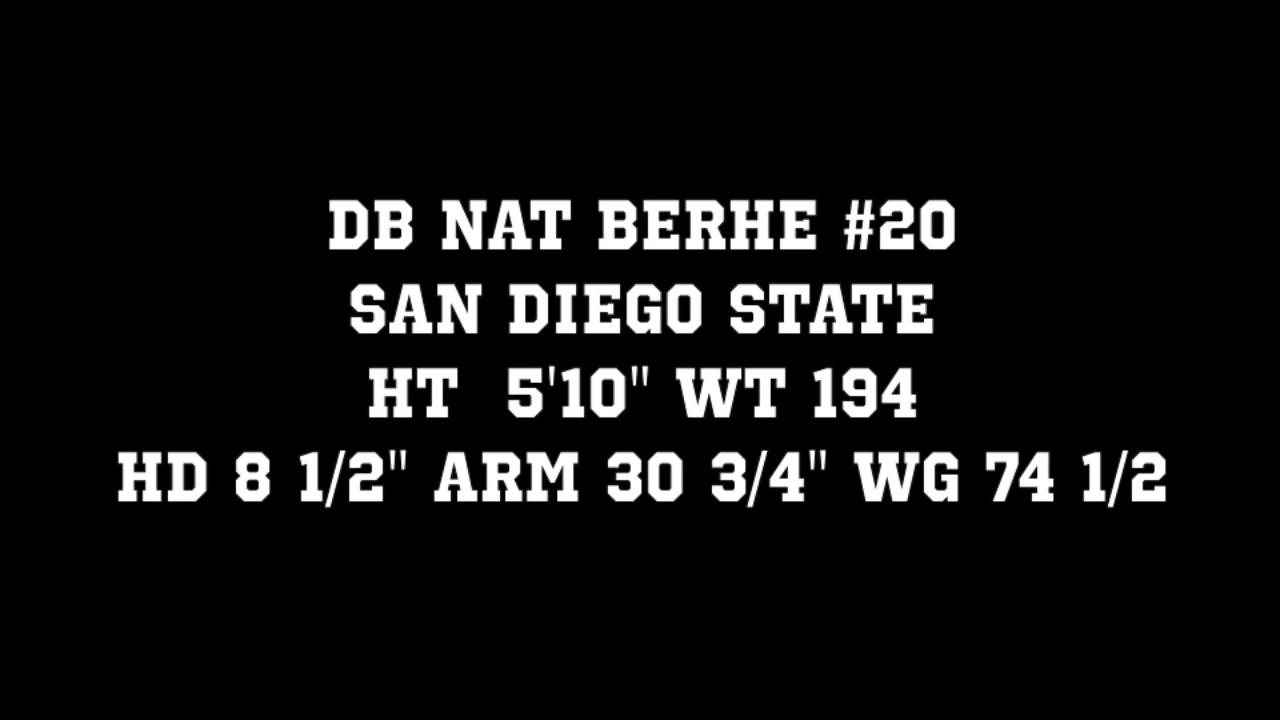 DB NAT BERHE #20
SAN DIEGO STATE
HT  5'10" WT 194
HD 8 1/2" ARM 30 3/4" WG 74 1/2